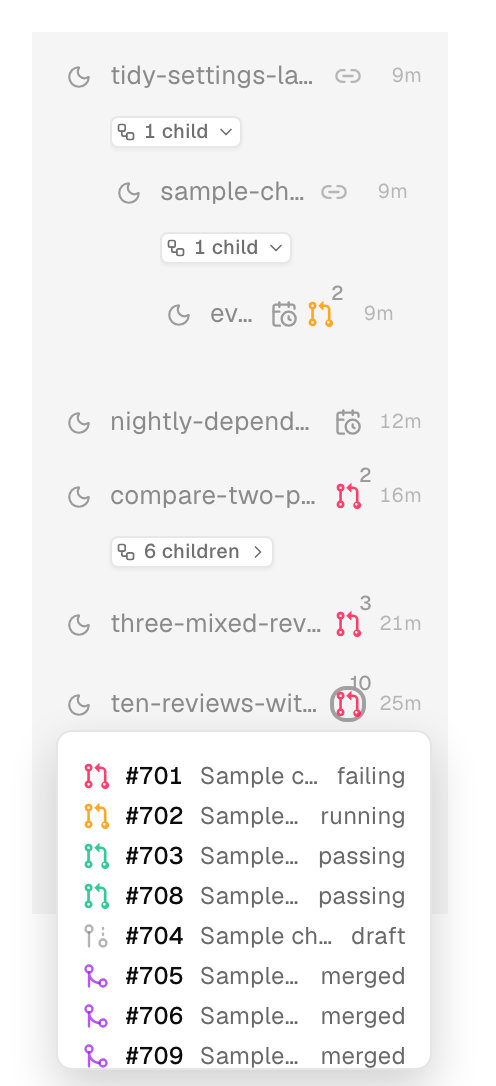 tidy-settings-la... 9m
1 child
sample-ch... 9m
1 child
ev... 2 9m
nightly-depend... 12m
compare-two-p... 2 16m
6 children
three-mixed-rev... 3 21m
ten-reviews-wit... 10 25m
#701 Sample c... failing
#702 Sample... running
#703 Sample... passing
#708 Sample... passing
#704 Sample ch... draft
#705 Sample... merged
#706 Sample... merged
#709 Sample... merged